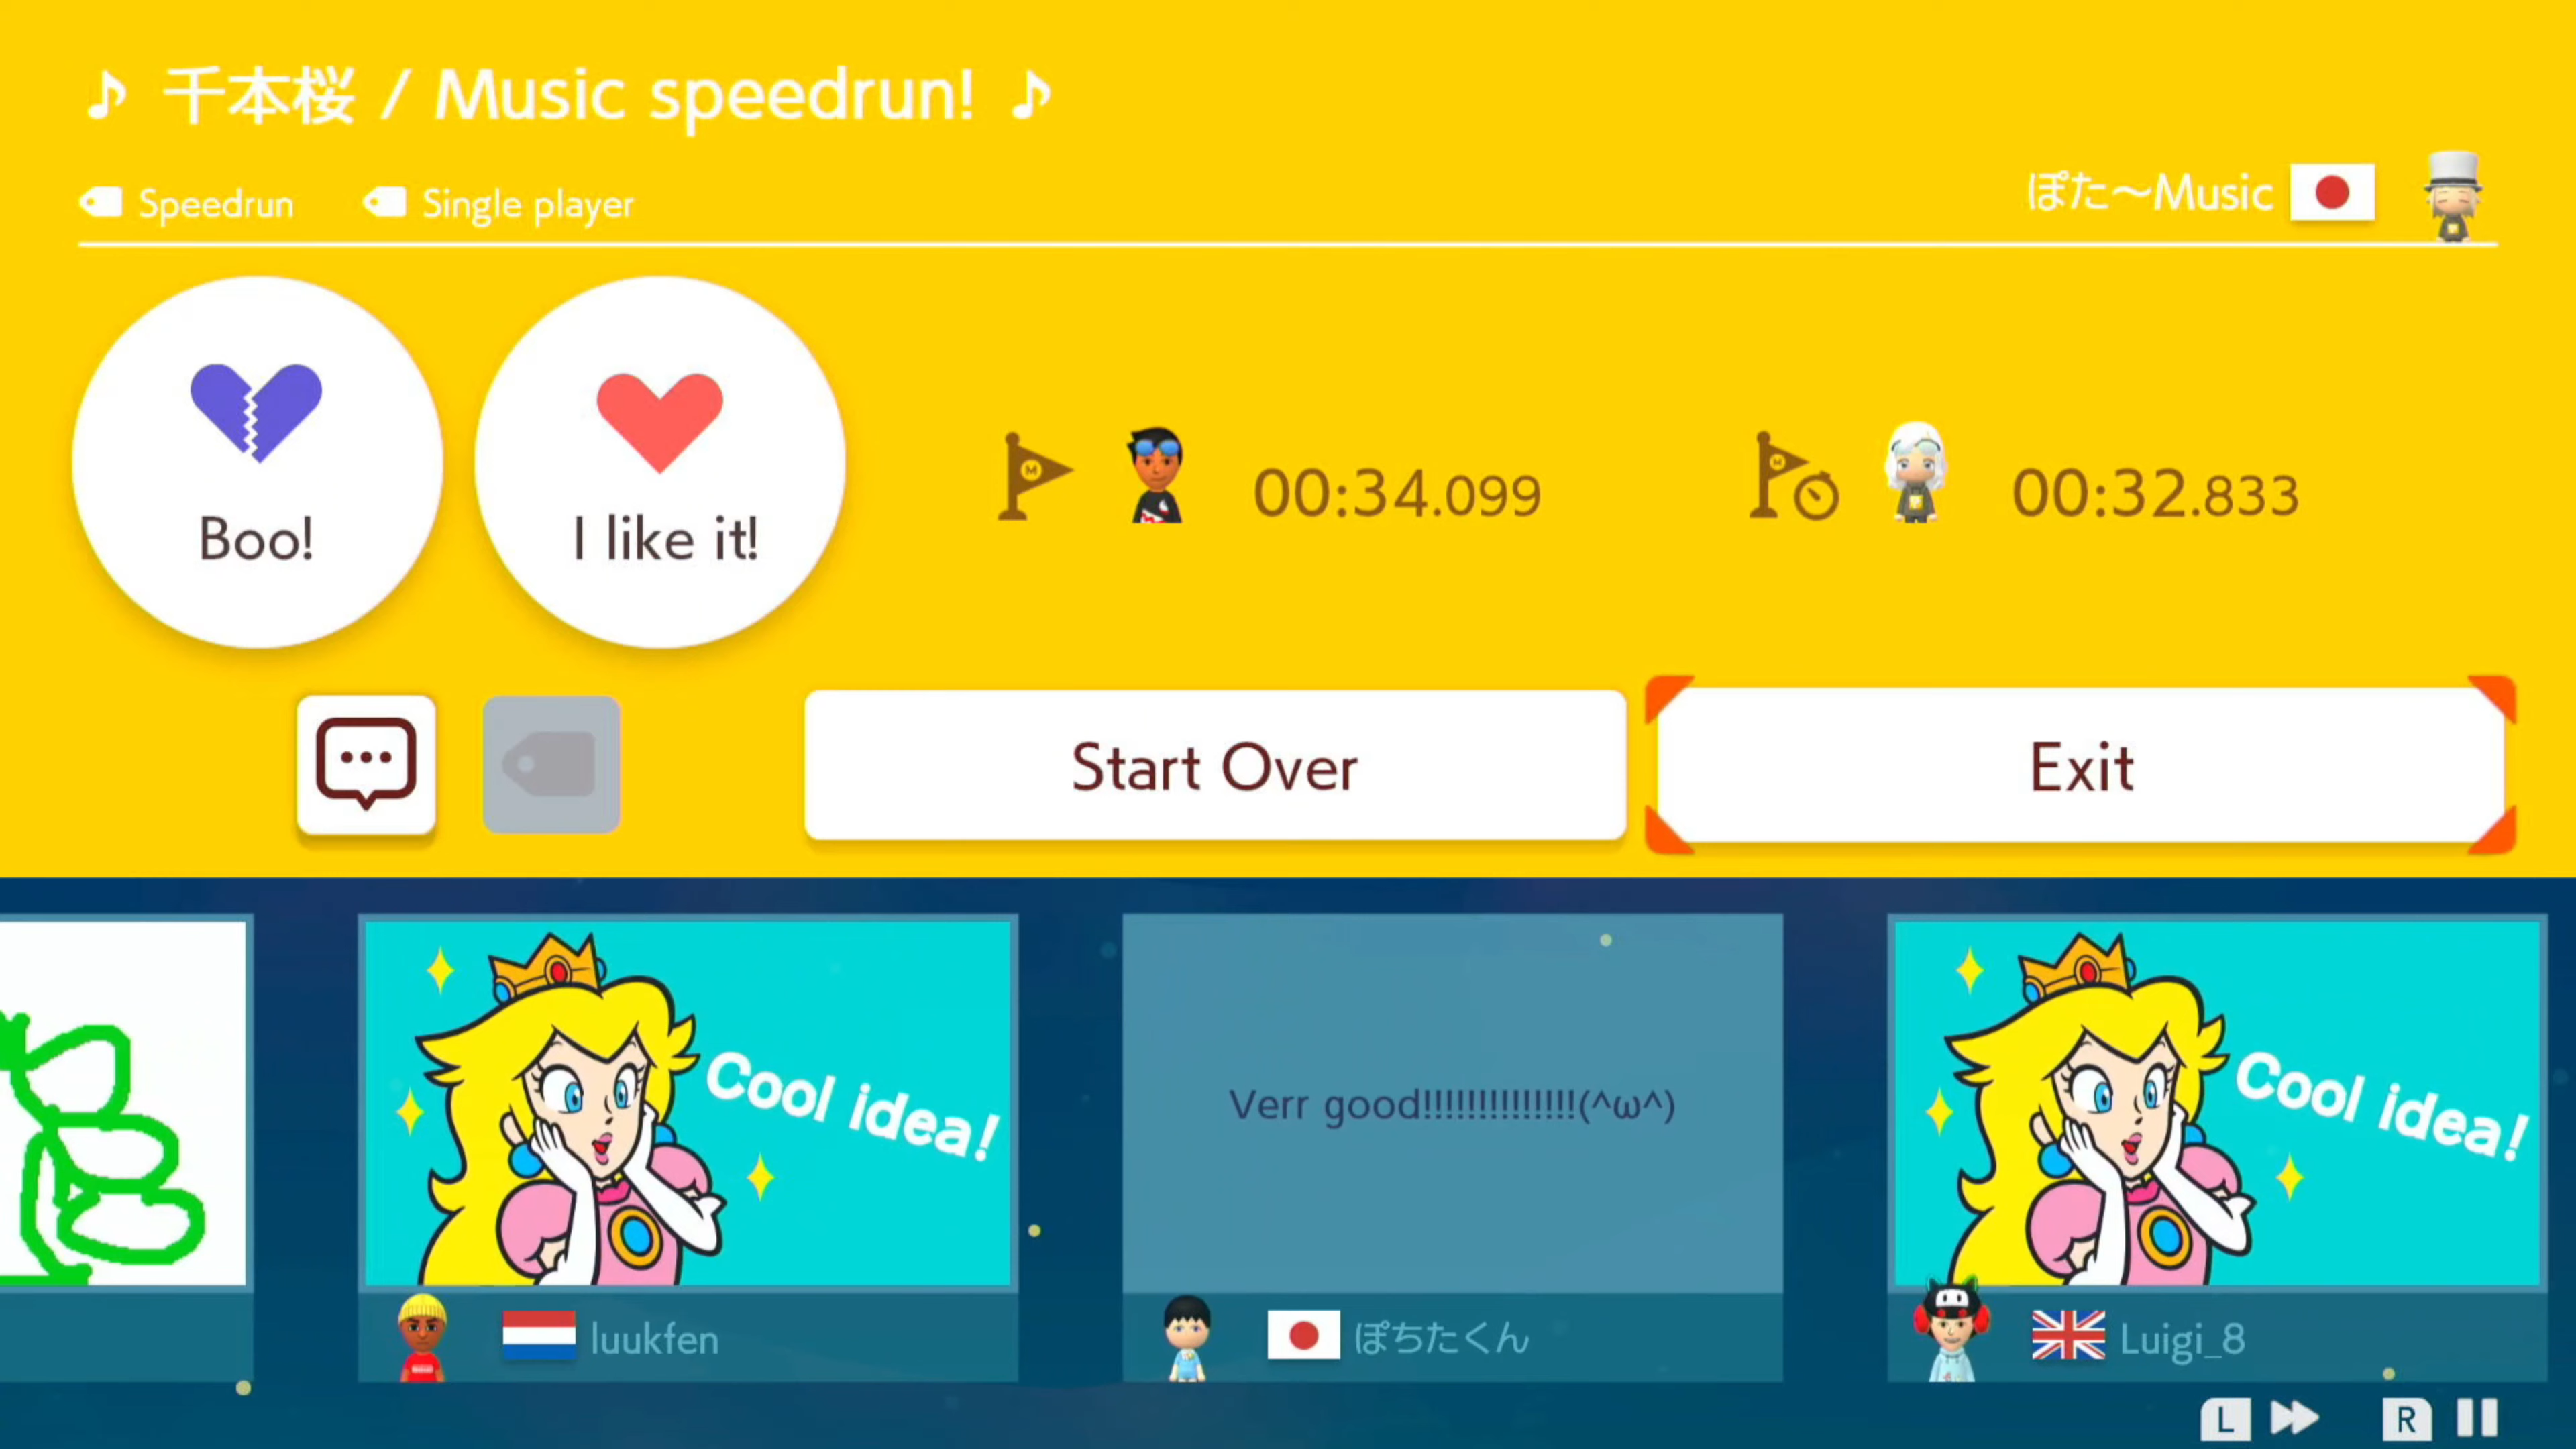 ♪ 千本桜 / Music speedrun! ♪
Speedrun
Single player
ぽた〜Music
Boo!
I like it!
M
00:34.099
M
00:32.833
Start Over
Exit
Cool idea!
Verr good!!!!!!!!!!!!!!(^ω^)
Cool idea!
luukfen
ぽちたくん
Luigi_8
L
R